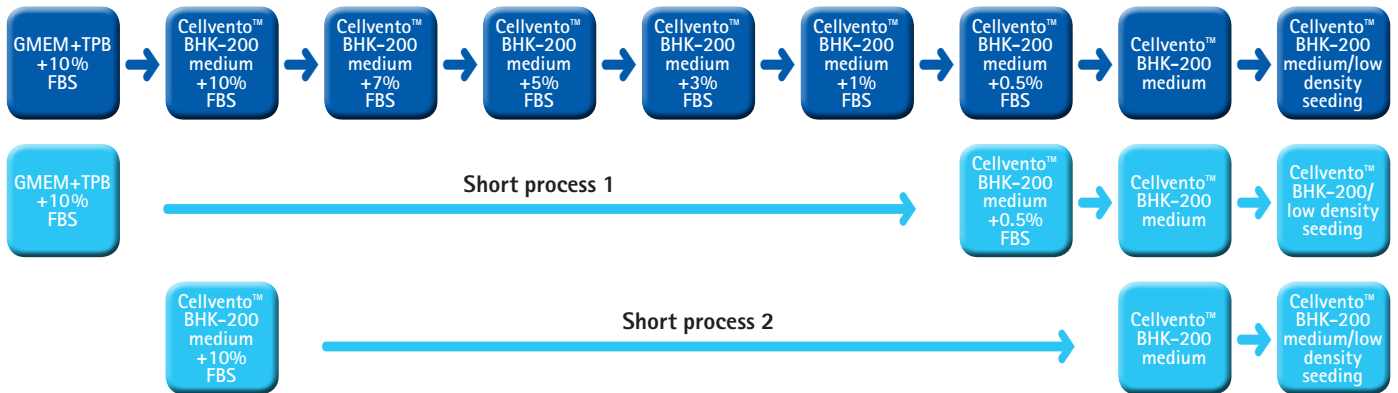 GMEM+TPB
+10%
FBS
Cellvento™
BHK-200
medium
+10%
FBS
Cellvento™
BHK-200
medium
+7%
FBS
Cellvento™
BHK-200
medium
+5%
FBS
Cellvento™
BHK-200
medium
+3%
FBS
Cellvento™
BHK-200
medium
+1%
FBS
Cellvento™
BHK-200
medium
+0.5%
FBS
Cellvento™
BHK-200
medium
Cellvento™
BHK-200
medium/low
density
seeding
GMEM+TPB
+10%
FBS
Short process 1
Cellvento™
BHK-200
medium
+0.5%
FBS
Cellvento™
BHK-200
medium
Cellvento™
BHK-200/
low density
seeding
Cellvento™
BHK-200
medium
+10%
FBS
Short process 2
Cellvento™
BHK-200
medium
Cellvento™
BHK-200
medium/low
density
seeding